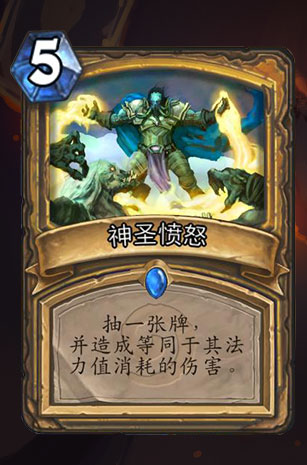 5
神圣愤怒
抽一张牌，
并造成等同于其法
力值消耗的伤害。